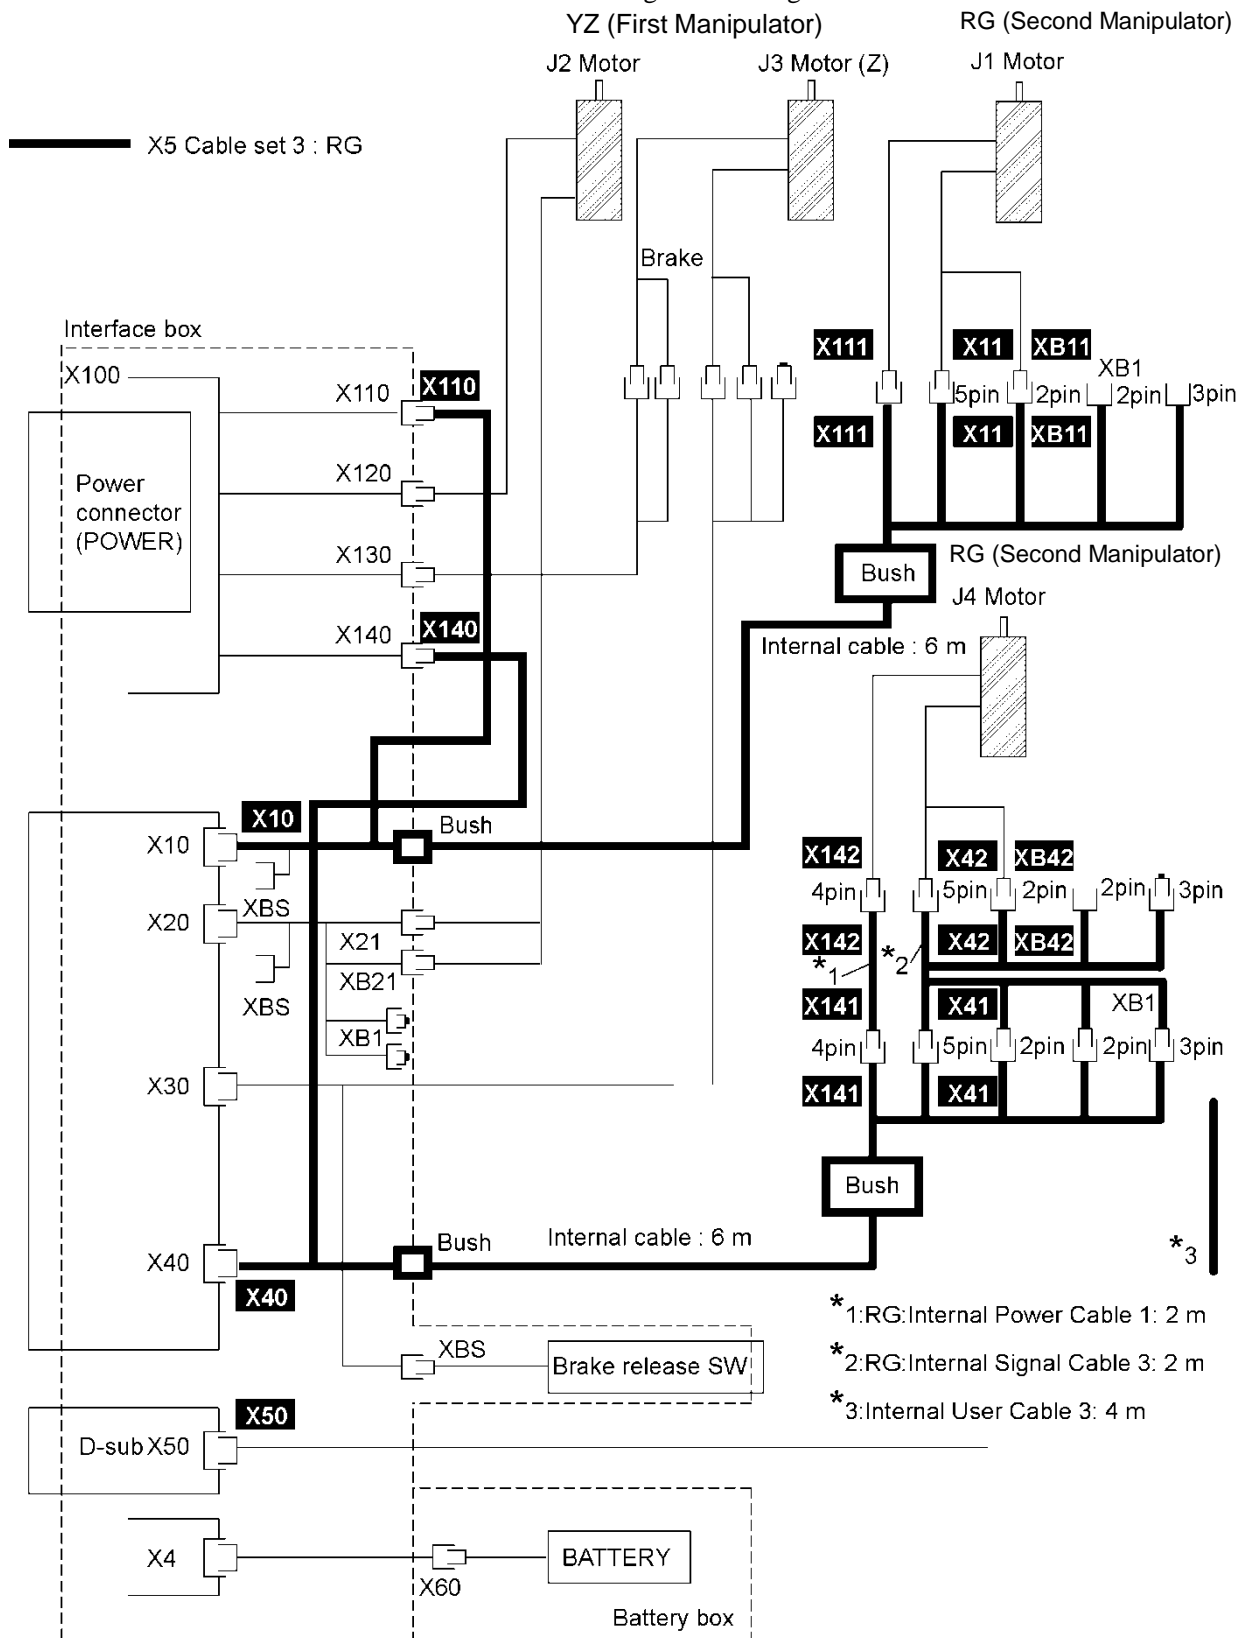 YZ (First Manipulator)
RG (Second Manipulator)
J2 Motor
J3 Motor (Z)
J1 Motor
X5 Cable set 3 : RG
Brake
Interface box
X100
X110
X110
X111
X11
XB11
XB1
5pin
2pin
2pin
3pin
X111
X11
XB11
Power
connector
(POWER)
X120
X130
RG (Second Manipulator)
Bush
J4 Motor
X140
X140
Internal cable : 6 m
X10
X10
Bush
XBS
X142
X42
XB42
4pin
5pin
2pin
2pin
3pin
X20
X21
XB21
XBS
XB1
X142
*1
*2
X42
XB42
X141
X41
XB1
4pin
5pin
2pin
2pin
3pin
X30
X141
X41
Bush
X40
X40
Bush
Internal cable : 6 m
*3
*1:RG:Internal Power Cable 1: 2 m
*2:RG:Internal Signal Cable 3: 2 m
*3:Internal User Cable 3: 4 m
XBS
Brake release SW
X50
D-sub X50
X4
X60
BATTERY
Battery box